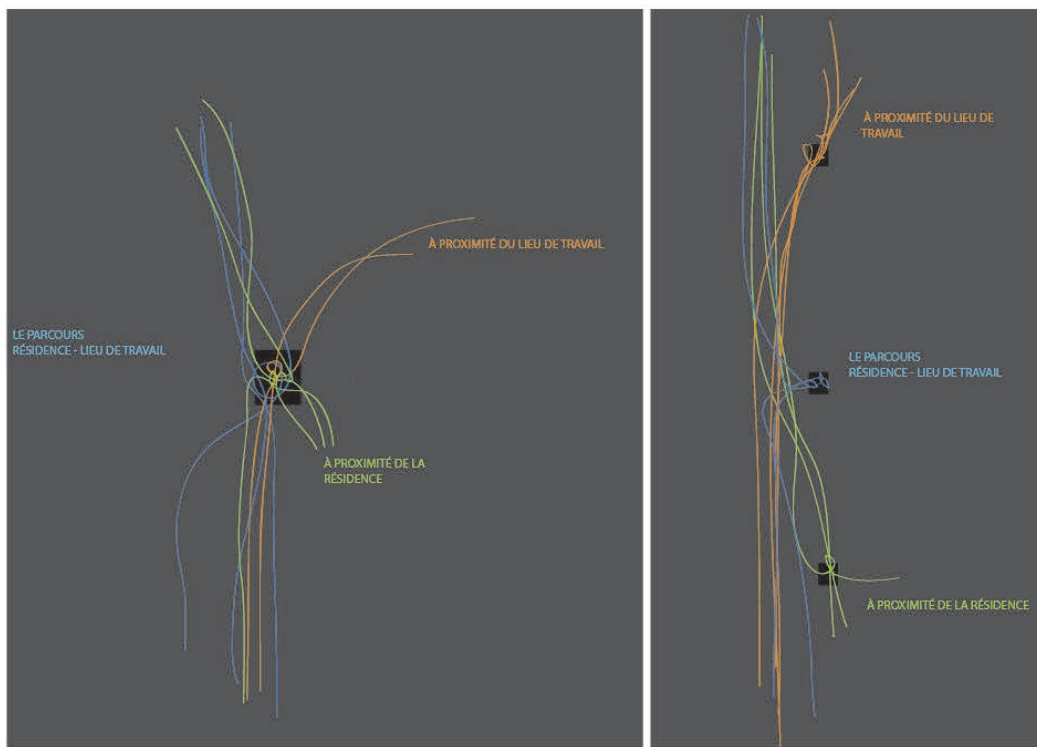 À PROXIMITÉ DU LIEU DE TRAVAIL
LE PARCOURS
RÉSIDENCE - LIEU DE TRAVAIL
À PROXIMITÉ DE LA
RÉSIDENCE
À PROXIMITÉ DU LIEU DE
TRAVAIL
LE PARCOURS
RÉSIDENCE - LIEU DE TRAVAIL
À PROXIMITÉ DE LA RÉSIDENCE